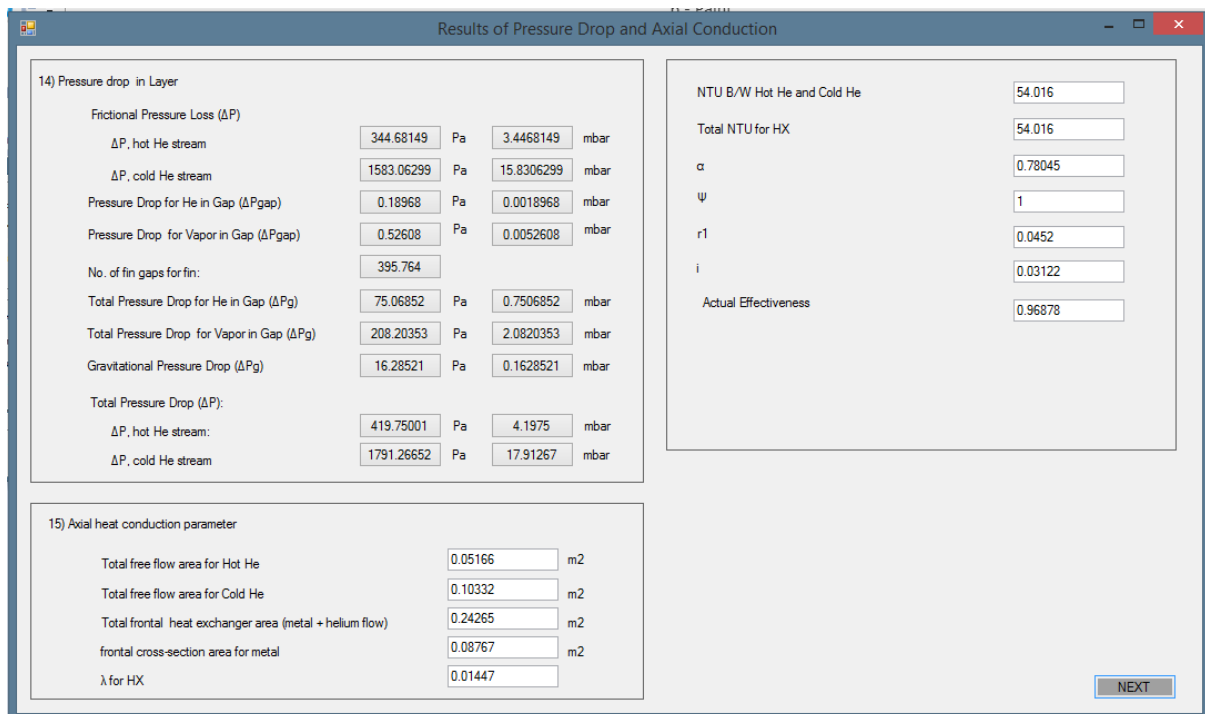 Results of Pressure Drop and Axial Conduction
14) Pressure drop in Layer
Frictional Pressure Loss (ΔP)
ΔP, hot He stream 344.68149 Pa 3.4468149 mbar
ΔP, cold He stream 1583.06299 Pa 15.8306299 mbar
Pressure Drop for He in Gap (ΔPgap) 0.18968 Pa 0.0018968 mbar
Pressure Drop for Vapor in Gap (ΔPgap) 0.52608 Pa 0.0052608 mbar
No. of fin gaps for fin: 395.764
Total Pressure Drop for He in Gap (ΔPg) 75.06852 Pa 0.7506852 mbar
Total Pressure Drop for Vapor in Gap (ΔPg) 208.20353 Pa 2.0820353 mbar
Gravitational Pressure Drop (ΔPg) 16.28521 Pa 0.1628521 mbar
Total Pressure Drop (ΔP):
ΔP, hot He stream: 419.75001 Pa 4.1975 mbar
ΔP, cold He stream 1791.26652 Pa 17.91267 mbar
15) Axial heat conduction parameter
Total free flow area for Hot He 0.05166 m2
Total free flow area for Cold He 0.10332 m2
Total frontal heat exchanger area (metal + helium flow) 0.24265 m2
frontal cross-section area for metal 0.08767 m2
λ for HX 0.01447
NTU B/W Hot He and Cold He 54.016
Total NTU for HX 54.016
α 0.78045
Ψ 1
r1 0.0452
i 0.03122
Actual Effectiveness 0.96878
NEXT